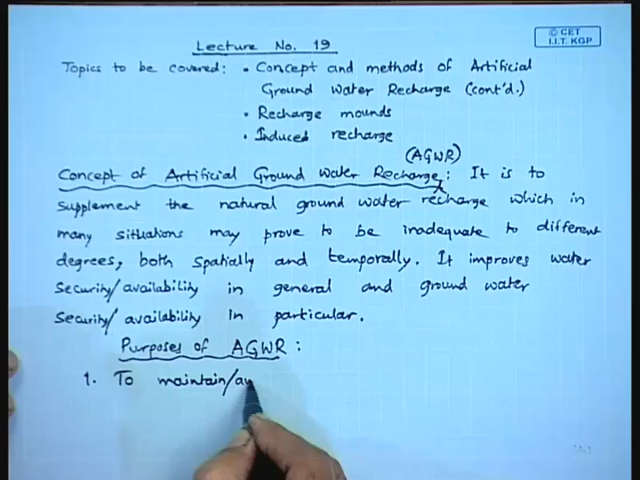 © CET
I.I.T. KGP
Lecture No. 19
Topics to be covered: • Concept and methods of Artificial
Ground Water Recharge (cont'd.)
• Recharge mounds
• Induced recharge
(AGWR)
Concept of Artificial Ground Water Recharge: It is to
supplement the natural ground water recharge which in
many situations may prove to be inadequate to different
degrees, both spatially and temporally. It improves water
security/availability in general and ground water
security/availability in particular.
Purposes of AGWR:
1. To maintain/au